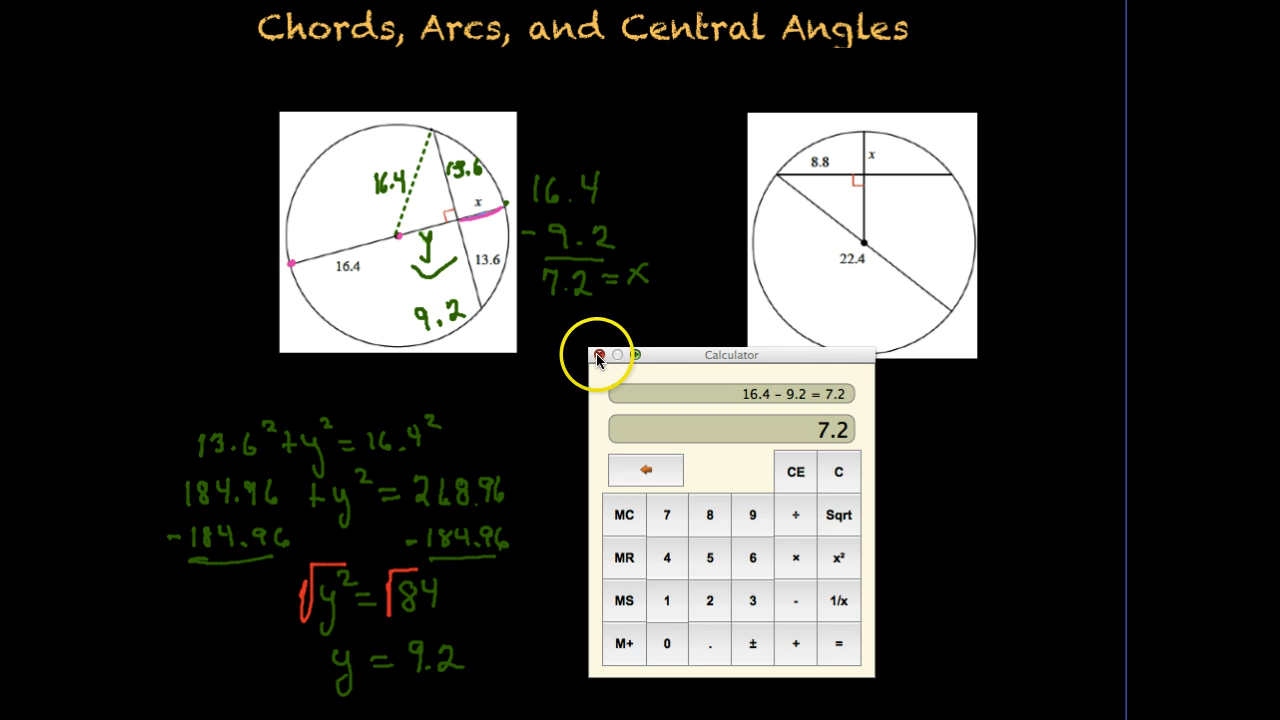 Chords, Arcs, and Central Angles
16.4
13.6
x
y
16.4
13.6
9.2
16.4
- 9.2
7.2 = x
8.8
x
22.4
13.6² + y² = 16.4²
184.96 + y² = 268.96
-184.96 -184.96
√y² = √84
y = 9.2
Calculator
16.4 – 9.2 = 7.2
7.2
CE C
MC 7 8 9 ÷ Sqrt
MR 4 5 6 × x²
MS 1 2 3 - 1/x
M+ 0 . ± + =